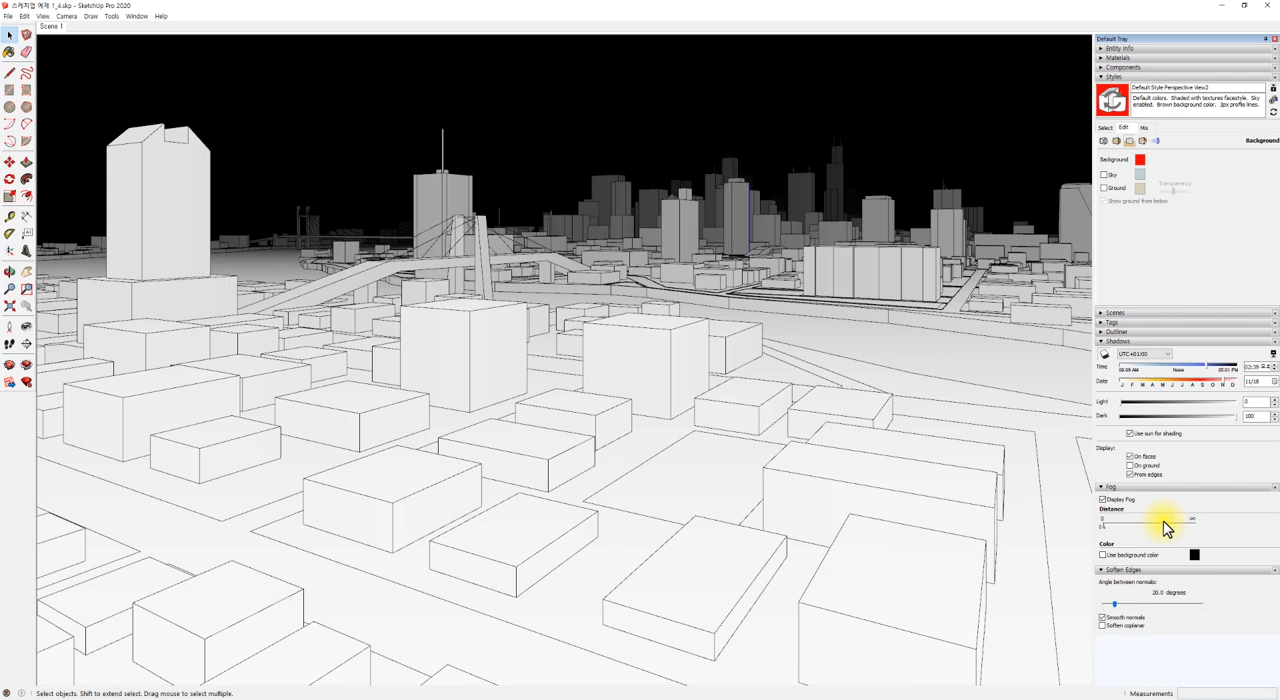 스케치업 예제 1_4.skp - SketchUp Pro 2020
File Edit View Camera Draw Tools Window Help
Scene 1
Default Tray
Entity Info
Materials
Components
Styles
Default Style Perspective View2
Default colors. Shaded with textures facestyle. Sky
enabled. Brown background color. 3px profile lines.
Select Edit Mix
Background
Background
Sky
Ground
Transparency
Show ground from below
Scenes
Tags
Outliner
Shadows
UTC+01:00
Time 08:09 AM Noon 05:01 PM 02:39 오후
Date J F M A M J J A S O N D 11/18
Light 0
Dark 100
Use sun for shading
Display:
On faces
On ground
From edges
Fog
Display Fog
Distance
0 ∞
Color
Use background color
Soften Edges
Angle between normals:
20.0 degrees
Smooth normals
Soften coplanar
Select objects. Shift to extend select. Drag mouse to select multiple.
Measurements